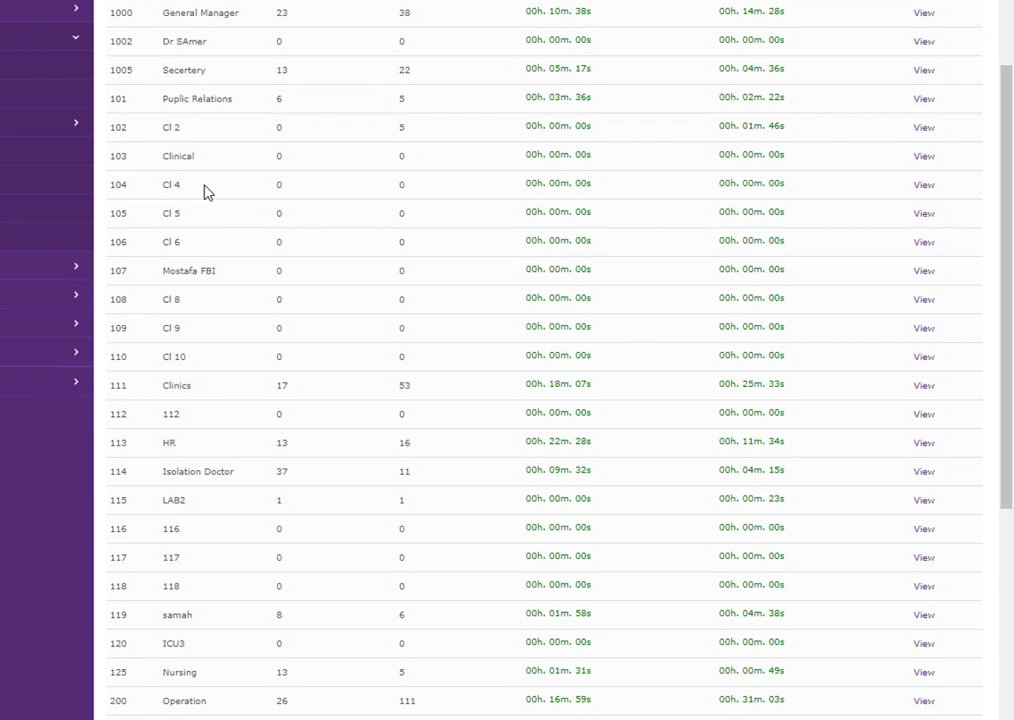 1000 General Manager 23 38 00h. 10m. 38s 00h. 14m. 28s View
1002 Dr SAmer 0 0 00h. 00m. 00s 00h. 00m. 00s View
1005 Secertery 13 22 00h. 05m. 17s 00h. 04m. 36s View
101 Puplic Relations 6 5 00h. 03m. 36s 00h. 02m. 22s View
102 Cl 2 0 5 00h. 00m. 00s 00h. 01m. 46s View
103 Clinical 0 0 00h. 00m. 00s 00h. 00m. 00s View
104 Cl 4 0 0 00h. 00m. 00s 00h. 00m. 00s View
105 Cl 5 0 0 00h. 00m. 00s 00h. 00m. 00s View
106 Cl 6 0 0 00h. 00m. 00s 00h. 00m. 00s View
107 Mostafa FBI 0 0 00h. 00m. 00s 00h. 00m. 00s View
108 Cl 8 0 0 00h. 00m. 00s 00h. 00m. 00s View
109 Cl 9 0 0 00h. 00m. 00s 00h. 00m. 00s View
110 Cl 10 0 0 00h. 00m. 00s 00h. 00m. 00s View
111 Clinics 17 53 00h. 18m. 07s 00h. 25m. 33s View
112 112 0 0 00h. 00m. 00s 00h. 00m. 00s View
113 HR 13 16 00h. 22m. 28s 00h. 11m. 34s View
114 Isolation Doctor 37 11 00h. 09m. 32s 00h. 04m. 15s View
115 LAB2 1 1 00h. 00m. 00s 00h. 00m. 23s View
116 116 0 0 00h. 00m. 00s 00h. 00m. 00s View
117 117 0 0 00h. 00m. 00s 00h. 00m. 00s View
118 118 0 0 00h. 00m. 00s 00h. 00m. 00s View
119 samah 8 6 00h. 01m. 58s 00h. 04m. 38s View
120 ICU3 0 0 00h. 00m. 00s 00h. 00m. 00s View
125 Nursing 13 5 00h. 01m. 31s 00h. 00m. 49s View
200 Operation 26 111 00h. 16m. 59s 00h. 31m. 03s View